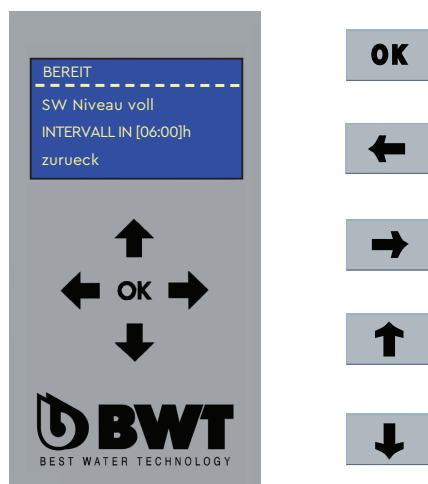 BEREIT
SW Niveau voll
INTERVALL IN [06:00]h
zurueck
OK
BWT
BEST WATER TECHNOLOGY
OK